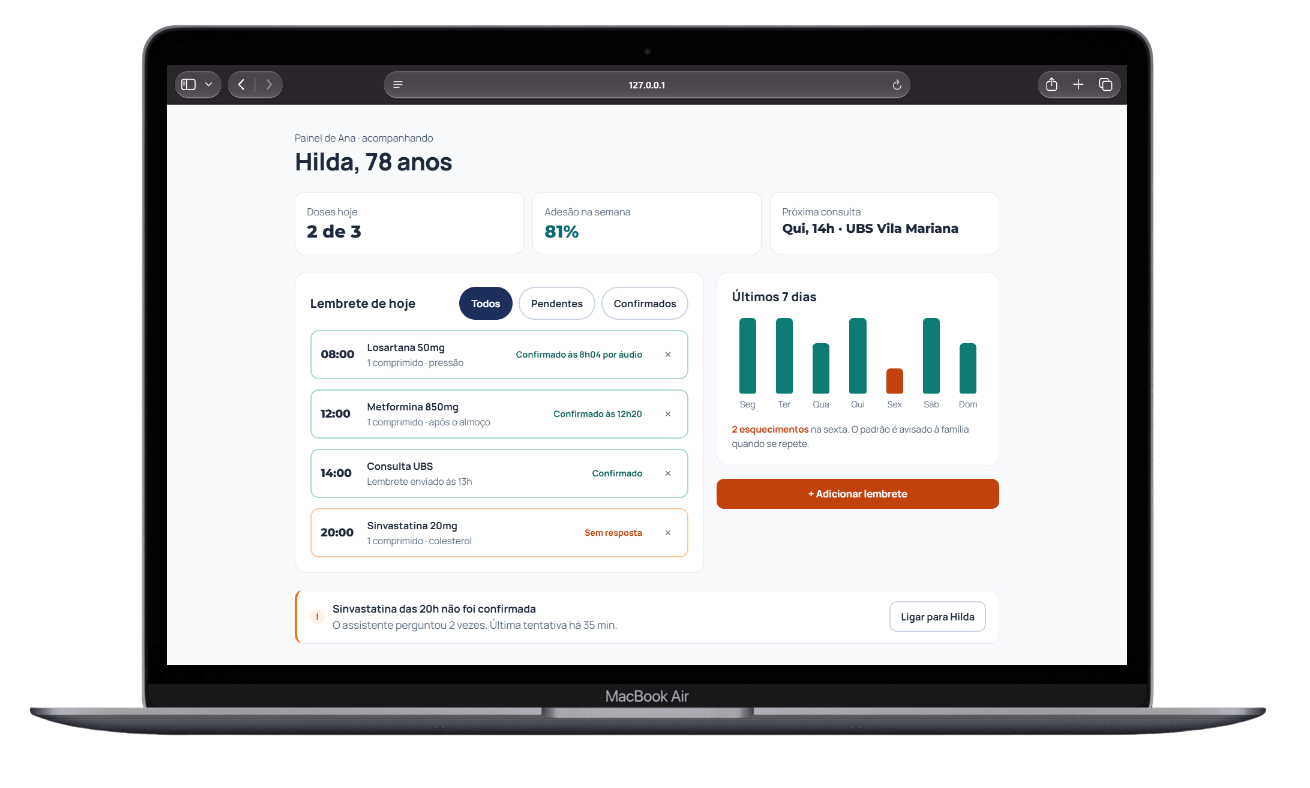 127.0.0.1
Painel de Ana · acompanhando
Hilda, 78 anos
Doses hoje
2 de 3
Adesão na semana
81%
Próxima consulta
Qui, 14h · UBS Vila Mariana
Lembrete de hoje
Todos
Pendentes
Confirmados
08:00
Losartana 50mg
1 comprimido · pressão
Confirmado às 8h04 por áudio
×
12:00
Metformina 850mg
1 comprimido · após o almoço
Confirmado às 12h20
×
14:00
Consulta UBS
Lembrete enviado às 13h
Confirmado
×
20:00
Sinvastatina 20mg
1 comprimido · colesterol
Sem resposta
×
Últimos 7 dias
Seg Ter Qua Qui Sex Sáb Dom
2 esquecimentos na sexta. O padrão é avisado à família
quando se repete.
+ Adicionar lembrete
!
Sinvastatina das 20h não foi confirmada
O assistente perguntou 2 vezes. Última tentativa há 35 min.
Ligar para Hilda
MacBook Air